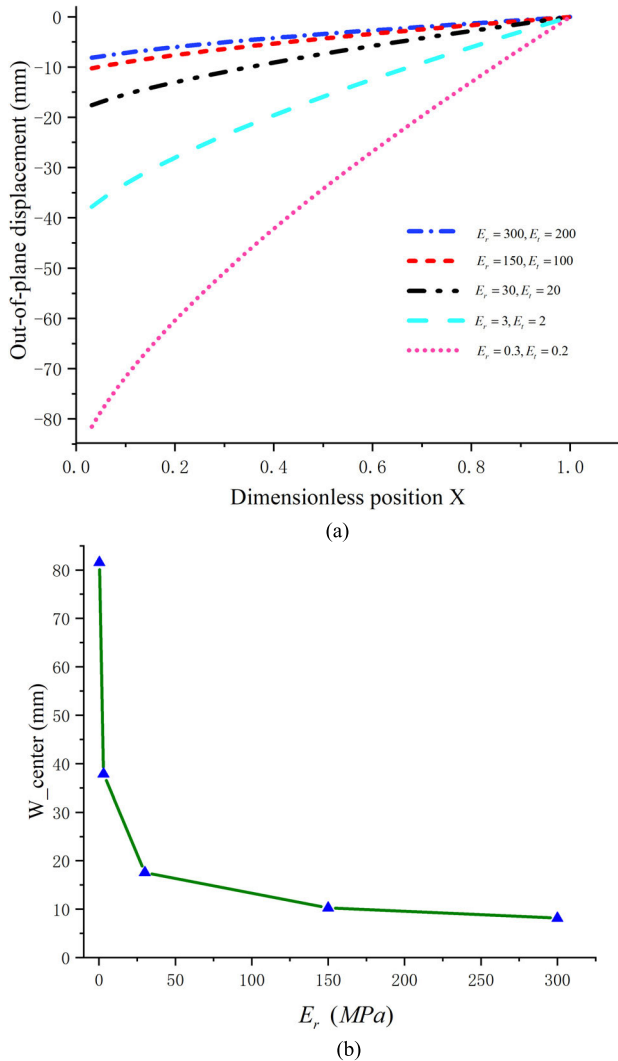 0
−10
−20
−30
−40
−50
−60
−70
−80
Out-of-plane displacement (mm)
E_r = 300, E_t = 200
E_r = 150, E_t = 100
E_r = 30, E_t = 20
E_r = 3, E_t = 2
E_r = 0.3, E_t = 0.2
0.0 0.2 0.4 0.6 0.8 1.0
Dimensionless position X
(a)
80
70
60
50
40
30
20
10
0
W_center (mm)
0 50 100 150 200 250 300
E_r (MPa)
(b)